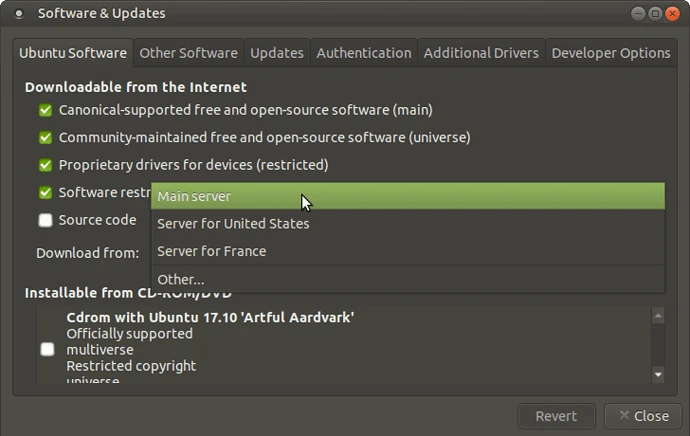 Software & Updates
Ubuntu Software Other Software Updates Authentication Additional Drivers Developer Options
Downloadable from the Internet
Canonical-supported free and open-source software (main)
Community-maintained free and open-source software (universe)
Proprietary drivers for devices (restricted)
Software restr
Main server
Source code
Server for United States
Download from:
Server for France
Other...
Installable from CD-ROM/DVD
Cdrom with Ubuntu 17.10 'Artful Aardvark'
Officially supported
multiverse
Restricted copyright
universe
Revert Close